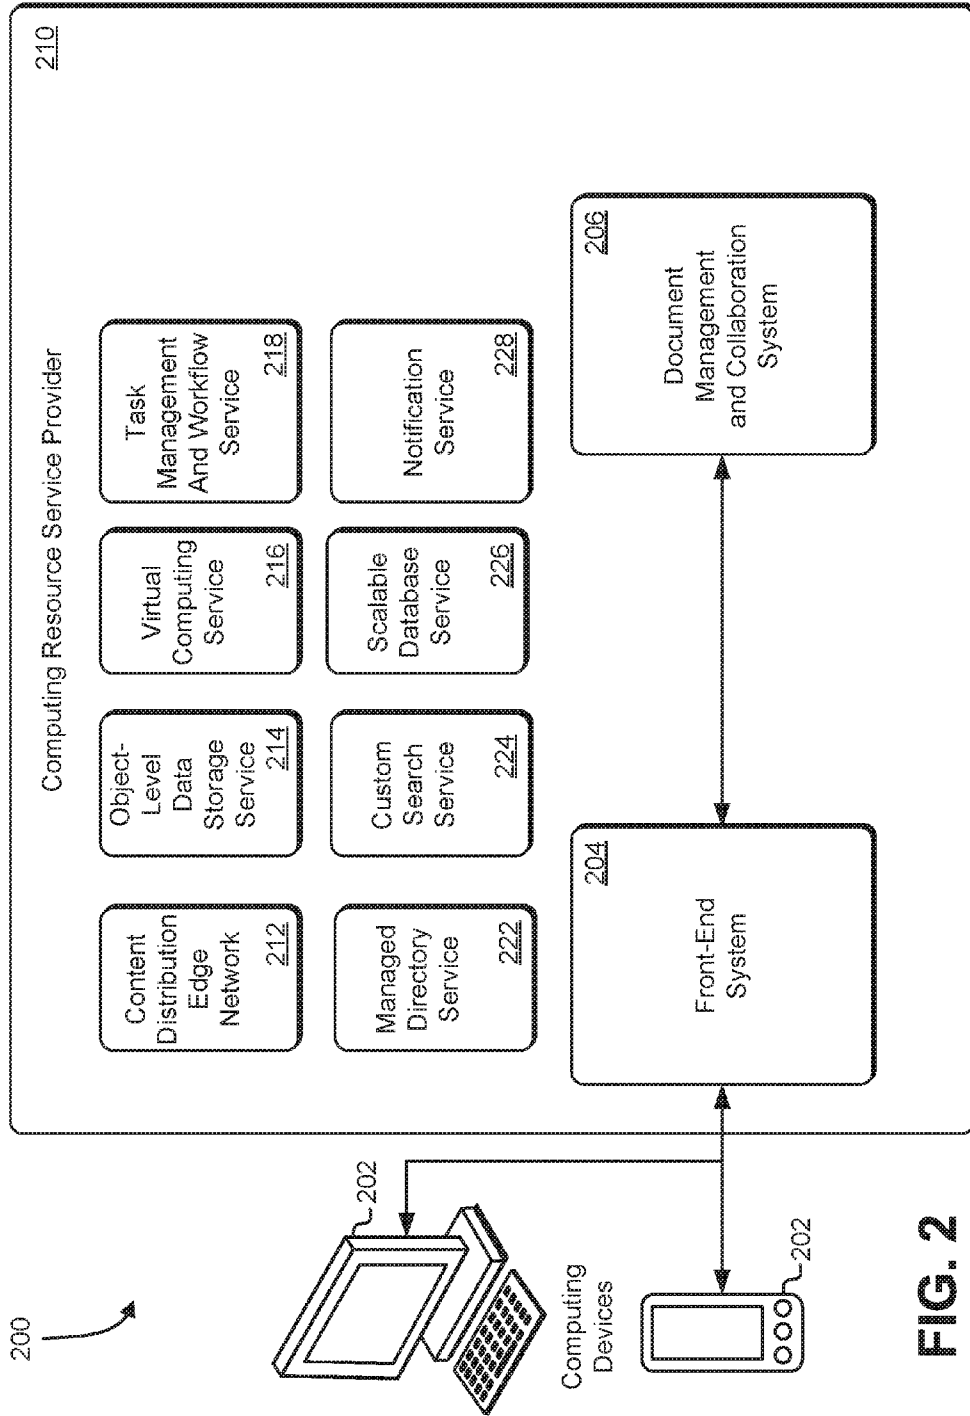 200
Computing Resource Service Provider
210
Content
Distribution
Edge
Network
212
Object-
Level Data
Storage
Service
214
Virtual
Computing
Service
216
Task
Management
And Workflow
Service
218
Managed
Directory
Service
222
Custom
Search
Service
224
Scalable
Database
Service
226
Notification
Service
228
202
Computing
Devices
202
204
Front-End
System
206
Document
Management
and Collaboration
System
FIG. 2